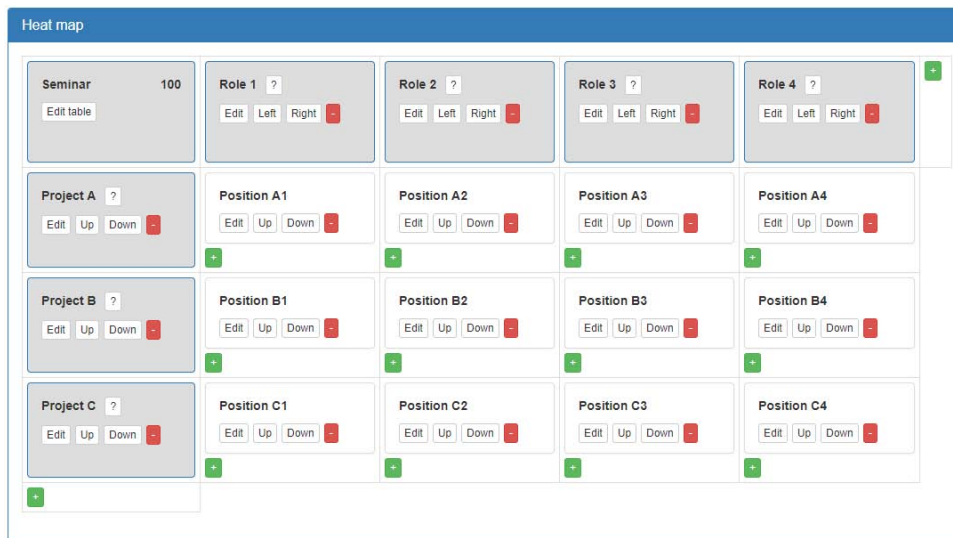 Heat map
Seminar 100 Role 1 ? Role 2 ? Role 3 ? Role 4 ? +
Edit table Edit Left Right - Edit Left Right - Edit Left Right - Edit Left Right -
Project A ? Position A1 Position A2 Position A3 Position A4
Edit Up Down - Edit Up Down - Edit Up Down - Edit Up Down - Edit Up Down -
+ + + +
Project B ? Position B1 Position B2 Position B3 Position B4
Edit Up Down - Edit Up Down - Edit Up Down - Edit Up Down - Edit Up Down -
+ + + +
Project C ? Position C1 Position C2 Position C3 Position C4
Edit Up Down - Edit Up Down - Edit Up Down - Edit Up Down - Edit Up Down -
+ + + +
+